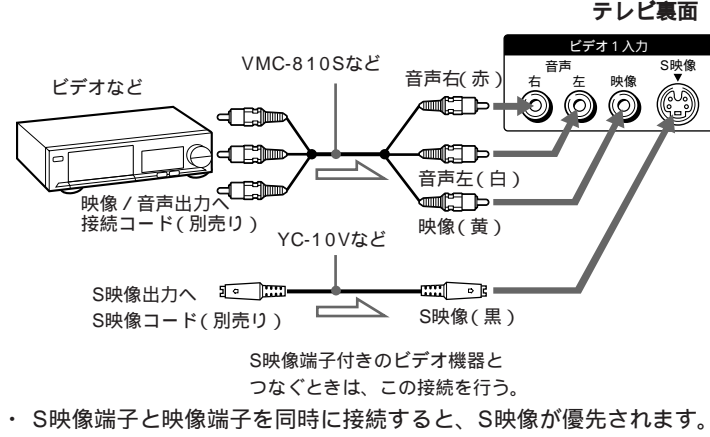 テレビ裏面
ビデオ1入力
音声
S映像
右
左
映像
VMC-810Sなど
ビデオなど
音声右(赤)
音声左(白)
映像/音声出力へ
接続コード(別売り)
映像(黄)
YC-10Vなど
S映像出力へ
S映像コード(別売り)
S映像(黒)
S映像端子付きのビデオ機器と
つなぐときは、この接続を行う。
・ S映像端子と映像端子を同時に接続すると、S映像が優先されます。